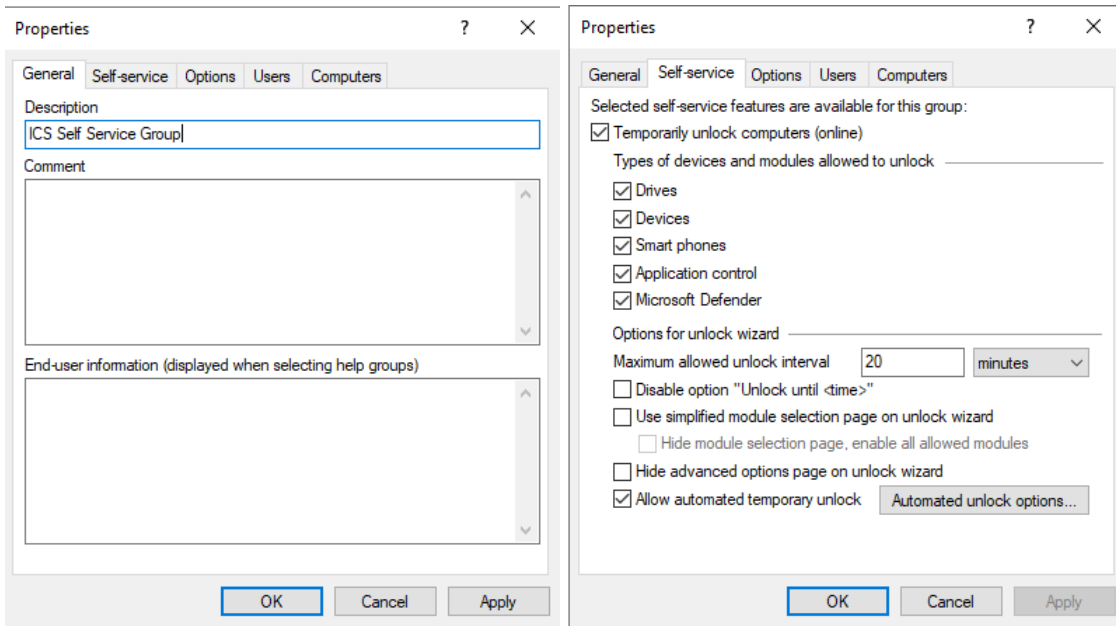 Properties
General Self-service Options Users Computers
Description
ICS Self Service Group
Comment
End-user information (displayed when selecting help groups)
OK Cancel Apply
Properties
General Self-service Options Users Computers
Selected self-service features are available for this group:
Temporarily unlock computers (online)
Types of devices and modules allowed to unlock
Drives
Devices
Smart phones
Application control
Microsoft Defender
Options for unlock wizard
Maximum allowed unlock interval 20 minutes
Disable option "Unlock until <time>"
Use simplified module selection page on unlock wizard
Hide module selection page, enable all allowed modules
Hide advanced options page on unlock wizard
Allow automated temporary unlock Automated unlock options...
OK Cancel Apply